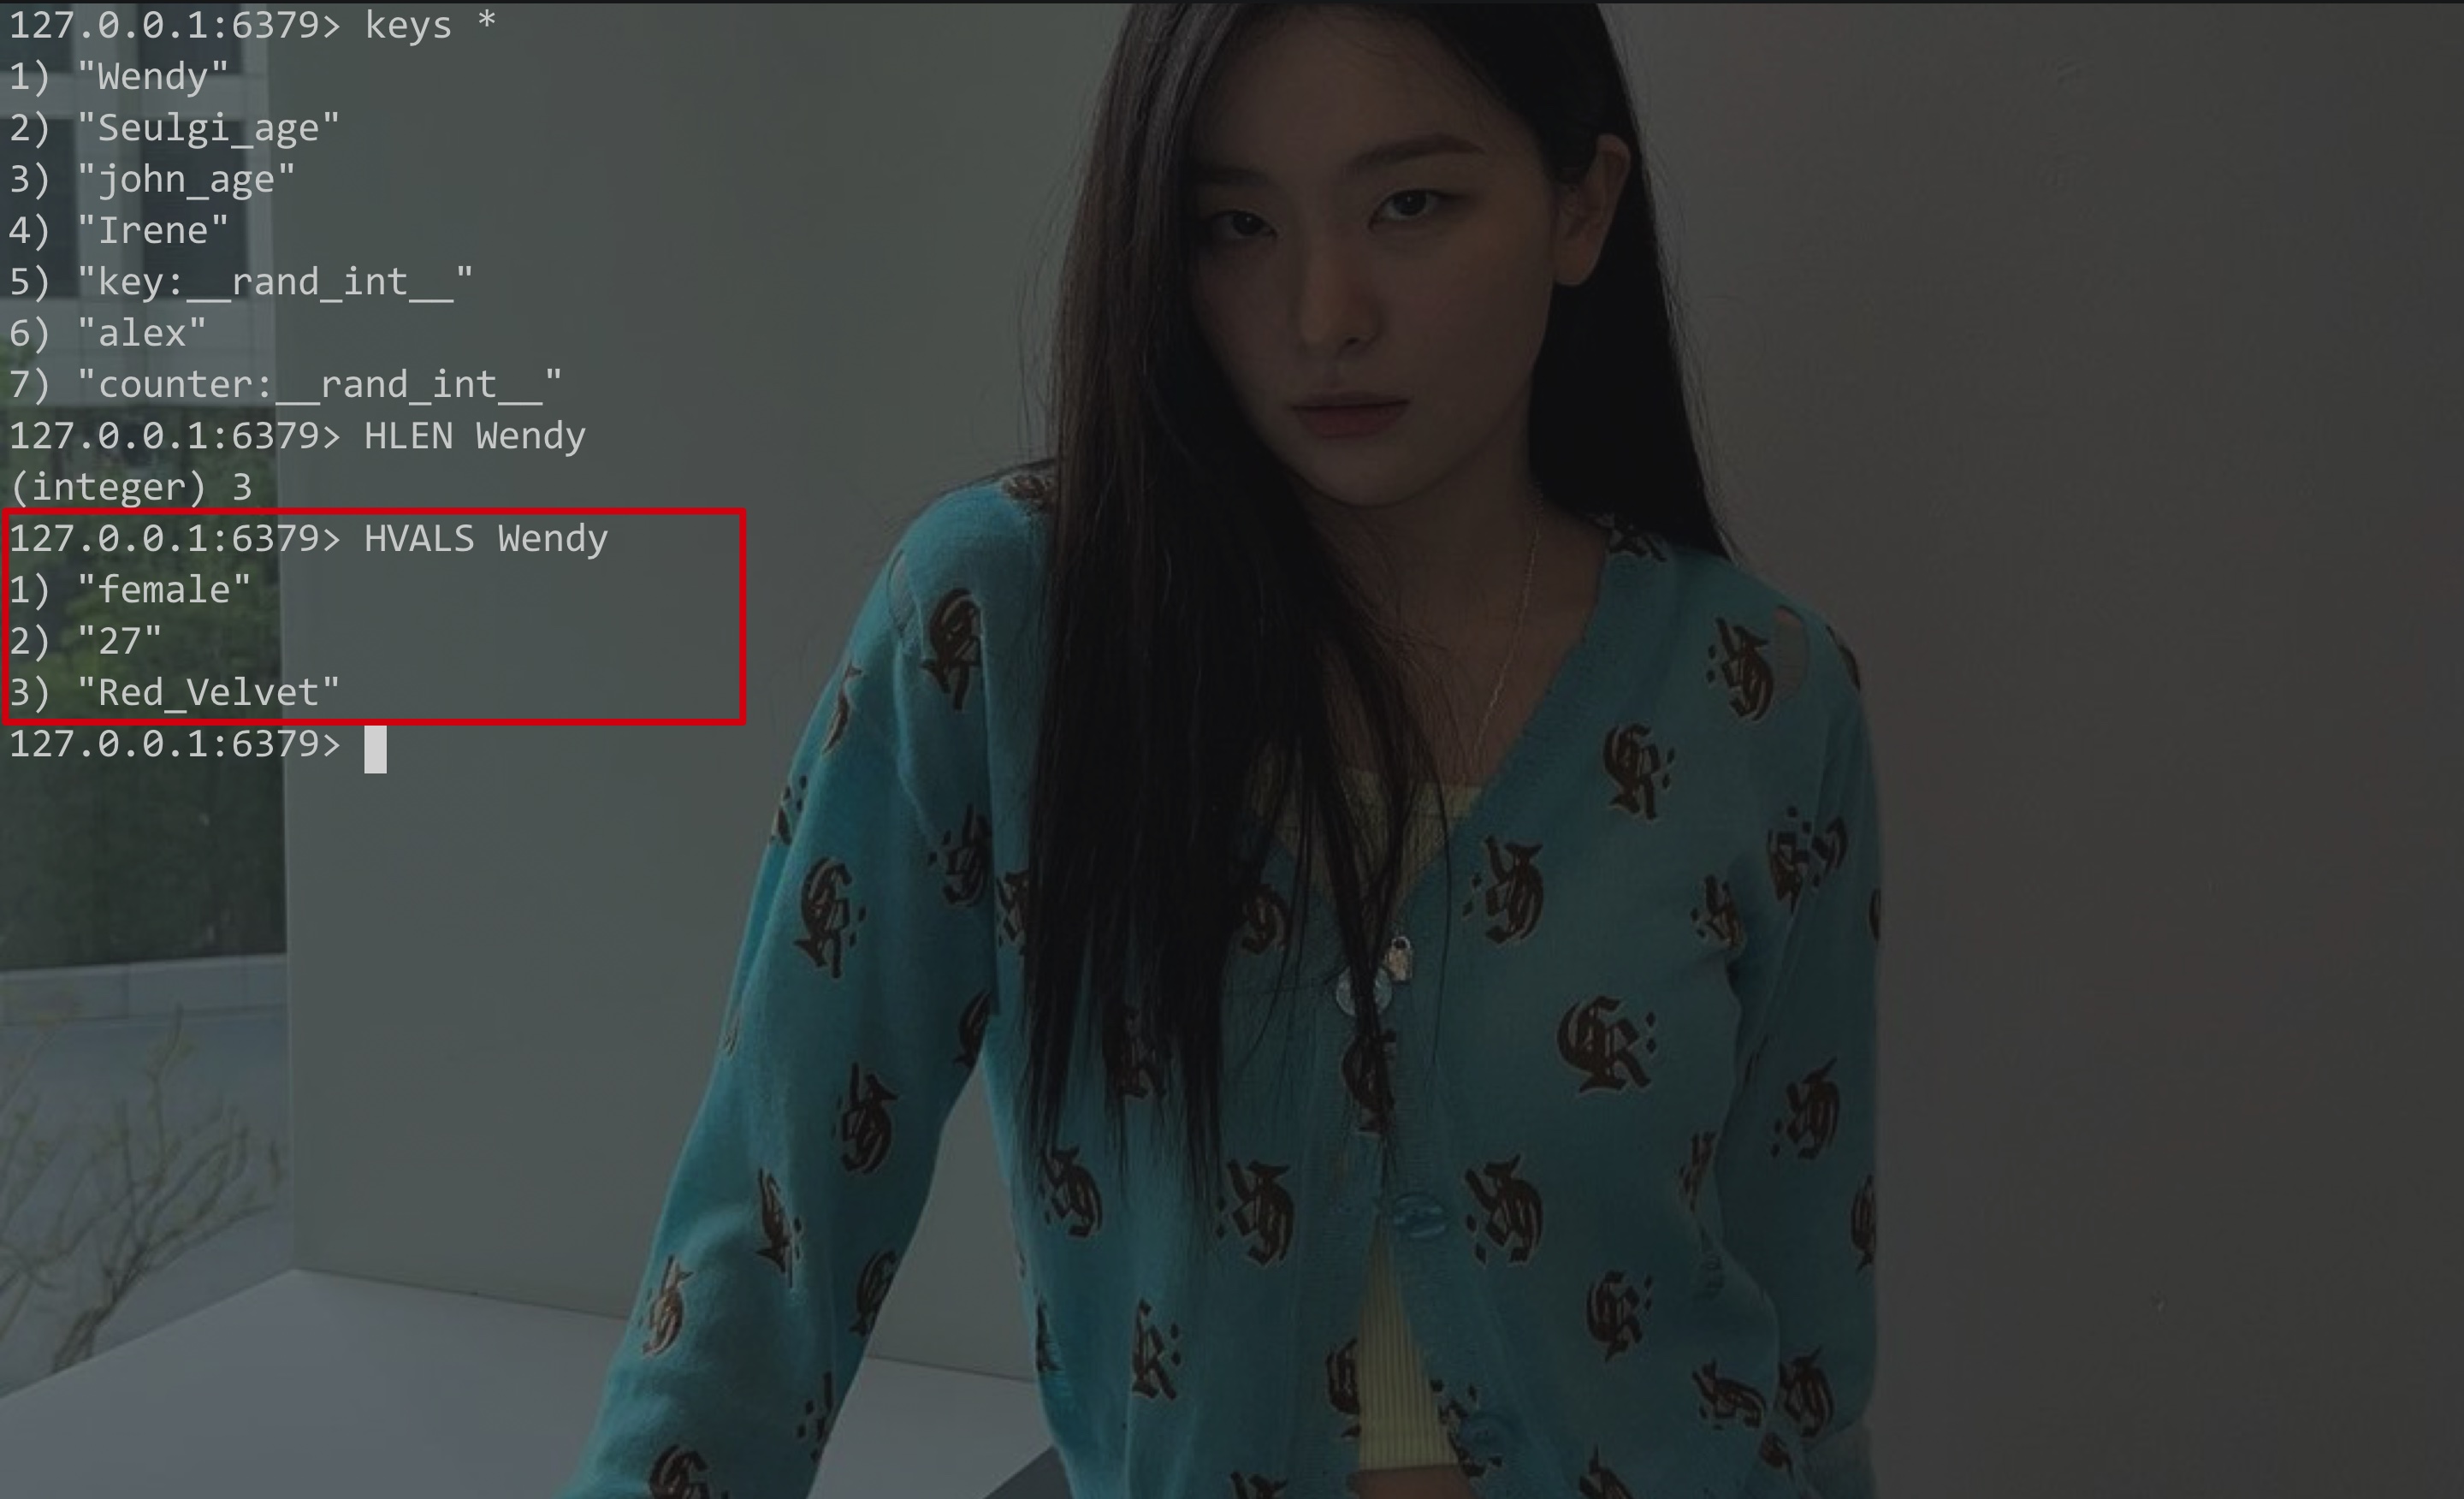 127.0.0.1:6379> keys *
1) "Wendy"
2) "Seulgi_age"
3) "john_age"
4) "Irene"
5) "key:__rand_int__"
6) "alex"
7) "counter:__rand_int__"
127.0.0.1:6379> HLEN Wendy
(integer) 3
127.0.0.1:6379> HVALS Wendy
1) "female"
2) "27"
3) "Red_Velvet"
127.0.0.1:6379>